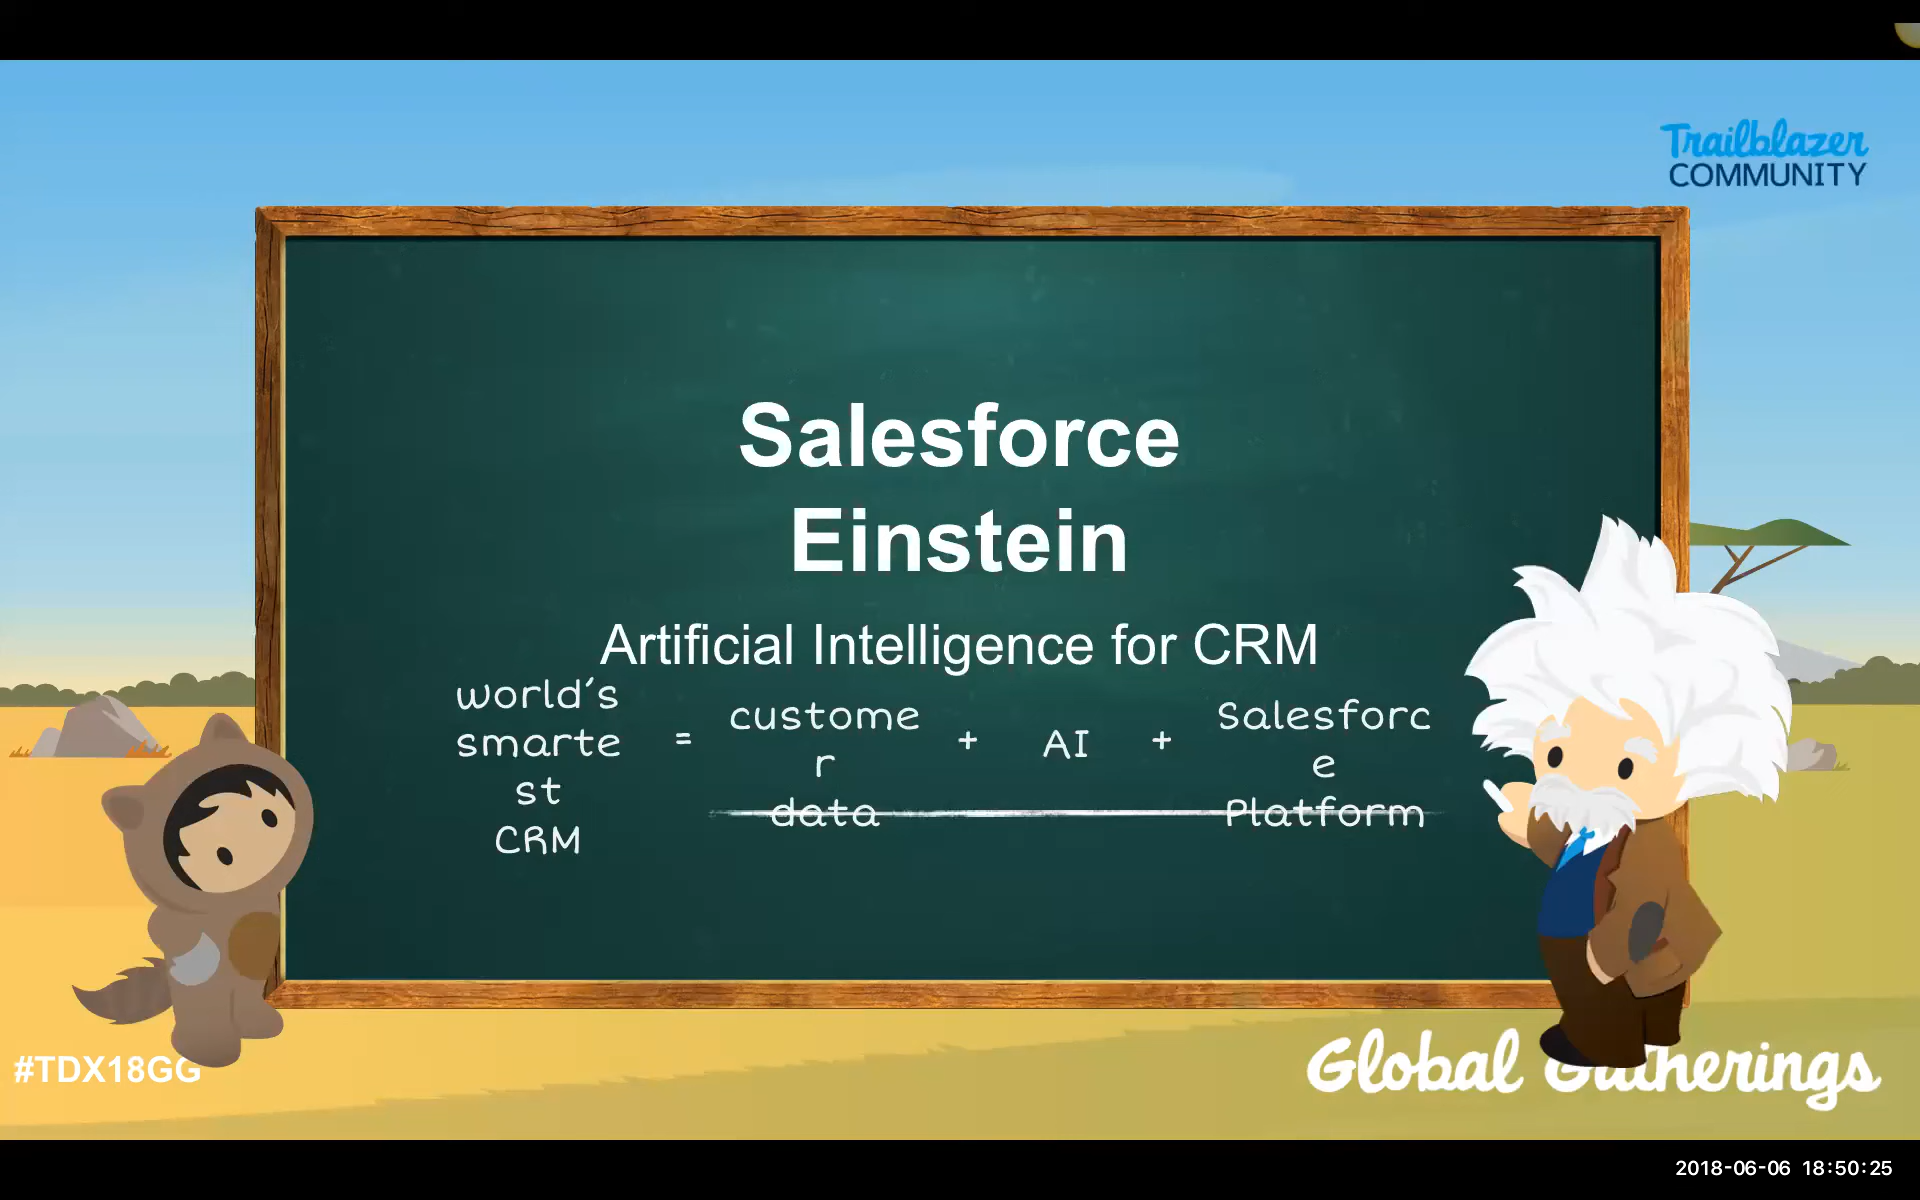 Trailblazer
COMMUNITY
Salesforce
Einstein
Artificial Intelligence for CRM
world's
smarte
st
CRM
=
custome
r
data
+
AI
+
Salesforc
e
Platform
#TDX18GG
Global Gatherings
2018-06-06 18:50:25